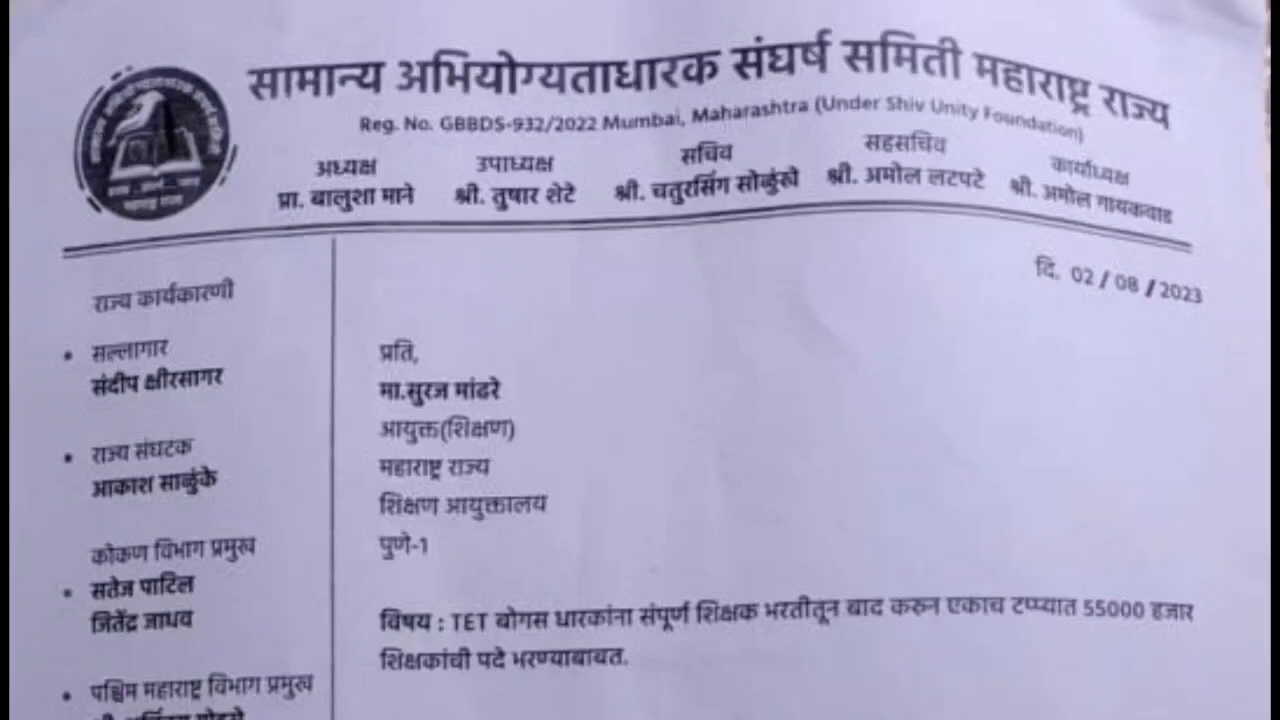 सामान्य अभियोग्यताधारक संघर्ष समिती महाराष्ट्र राज्य
Reg. No. GBBDS-932/2022 Mumbai, Maharashtra (Under Shiv Unity Foundation)
अध्यक्ष उपाध्यक्ष सचिव सहसचिव कार्याध्यक्ष
प्रा. बालुशा माने श्री. तुषार शेटे श्री. चतुरसिंग सोळुंखे श्री. अमोल लटपटे श्री. अमोल गायकवाड
दि. 02/08/2023
राज्य कार्यकारणी
• सल्लागार
संदीप क्षीरसागर
• राज्य संघटक
आकाश साळुंके
कोकण विभाग प्रमुख
• सतेज पाटिल
जितेंद्र जाधव
• पश्चिम महाराष्ट्र विभाग प्रमुख
प्रति,
मा.सुरज मांढरे
आयुक्त(शिक्षण)
महाराष्ट्र राज्य
शिक्षण आयुक्तालय
पुणे-1
विषय : TET बोगस धारकांना संपूर्ण शिक्षक भरतीतून बाद करुन एकाच टप्प्यात 55000 हजार
शिक्षकांची पदे भरण्याबाबत.